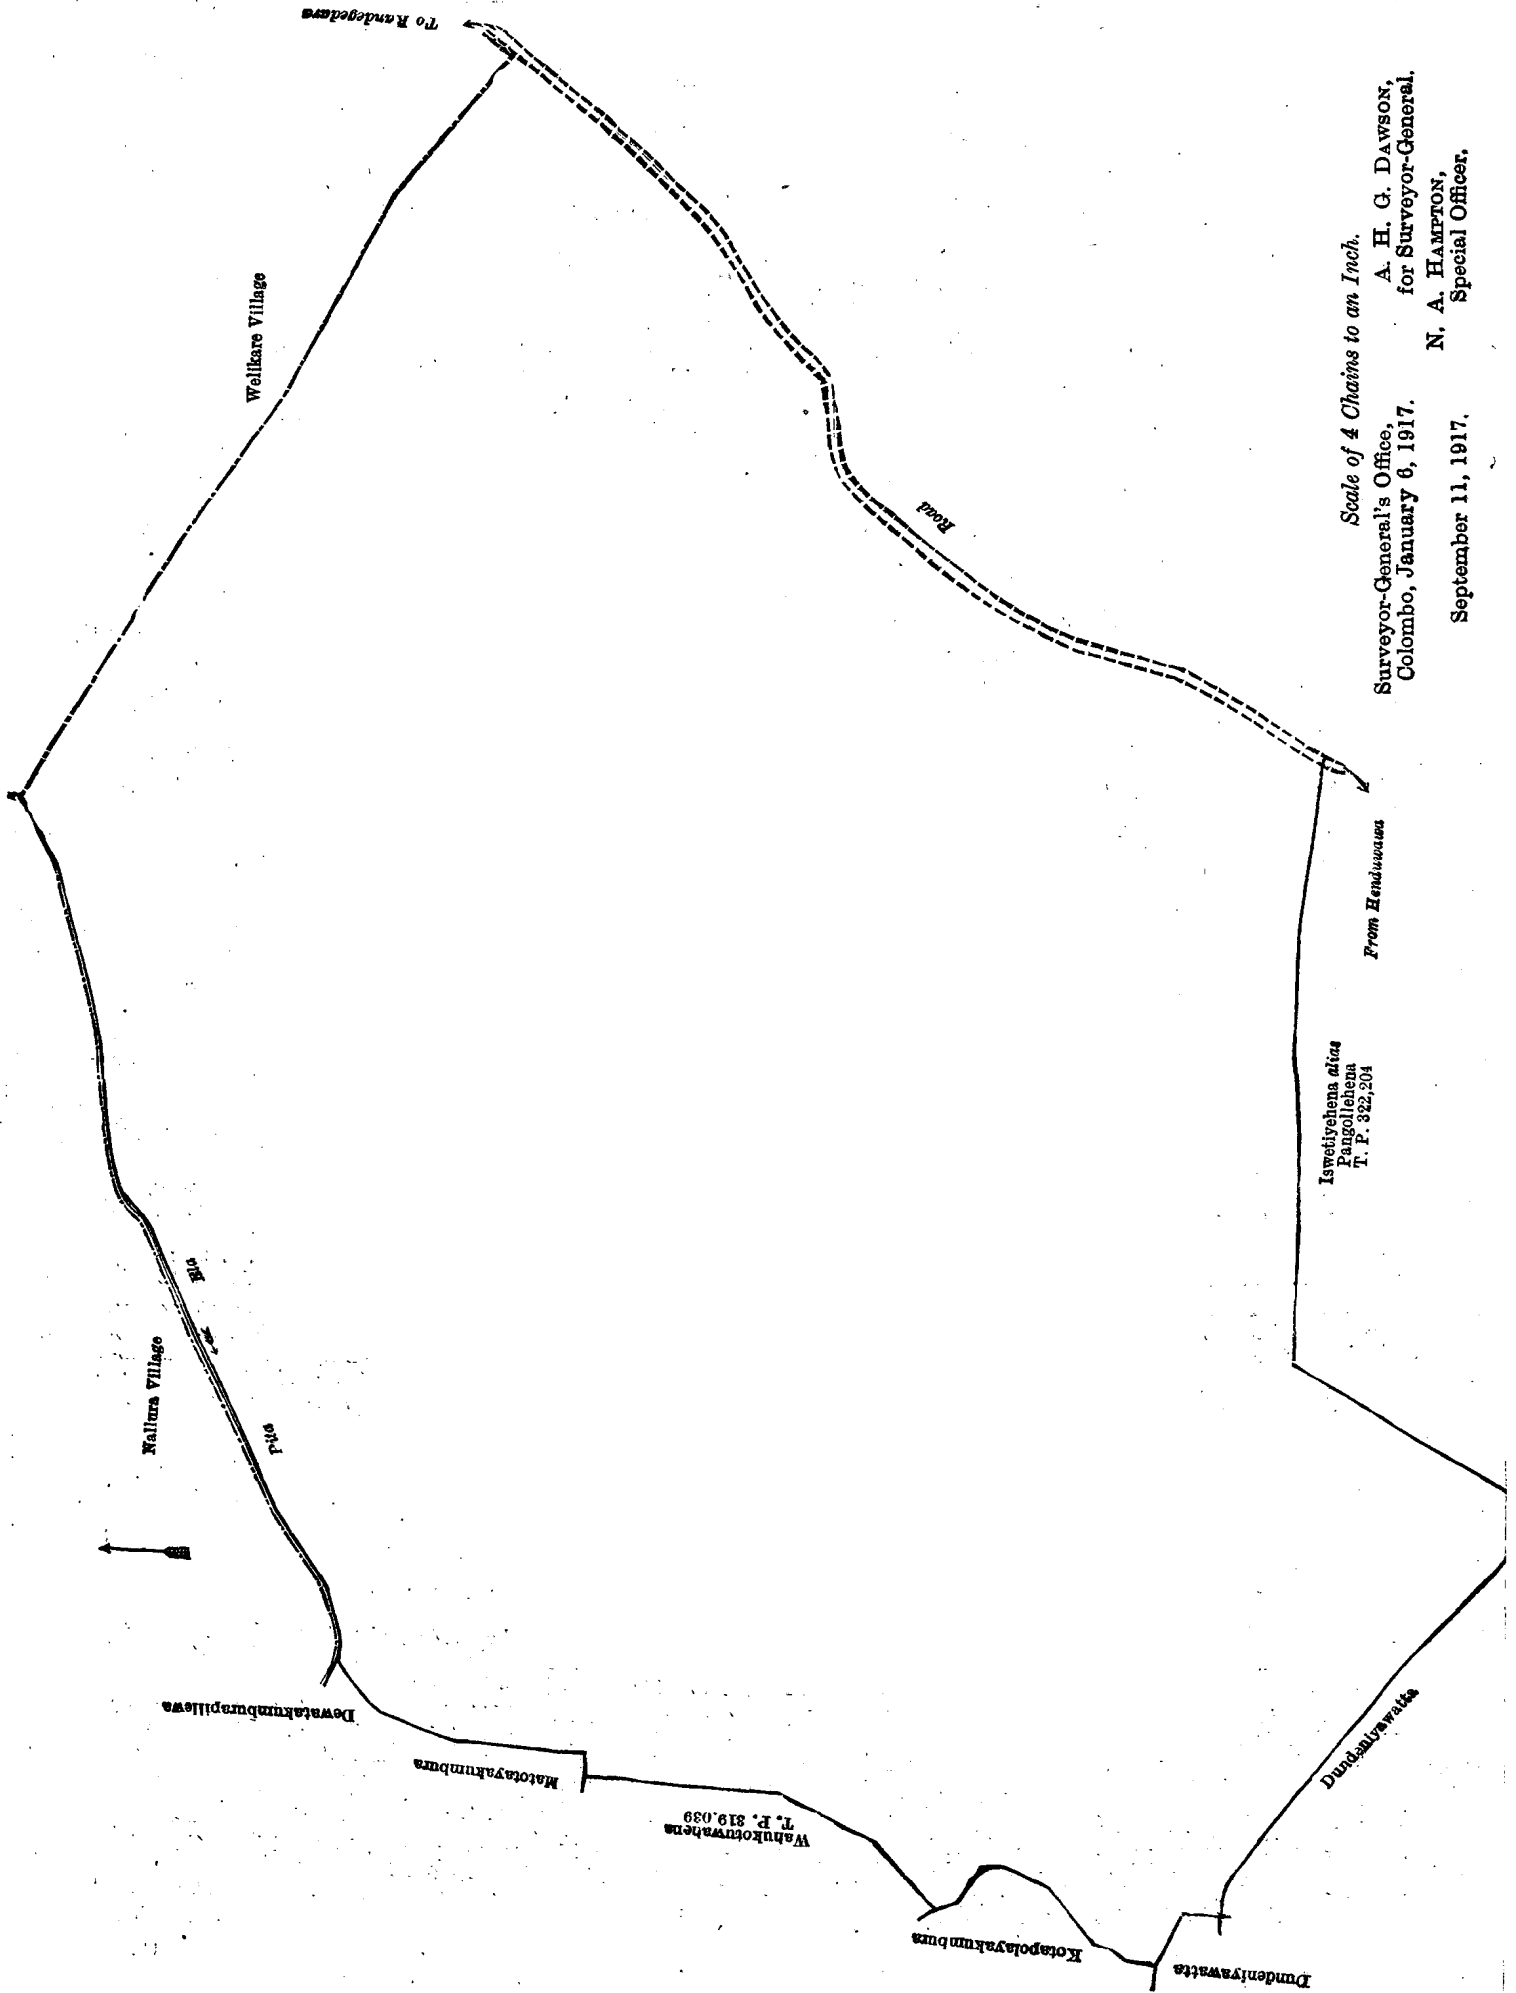 To Randegedara
Welikare Village
Nallura Village
Ela
Pita
Road
Dewatakumburapillewa
Matotayakumbura
Wahukotuwahena
T. P. 319,039
Kotapolayakumbura
Dundeniyawatta
Dundeniyawatta
Iswetiyehena alias
Pangollehena
T. P. 322,204
From Henduwawa
Scale of 4 Chains to an Inch.
Surveyor-General's Office,
Colombo, January 6, 1917.
A. H. G. DAWSON,
for Surveyor-General.
N. A. HAMPTON,
Special Officer,
September 11, 1917.